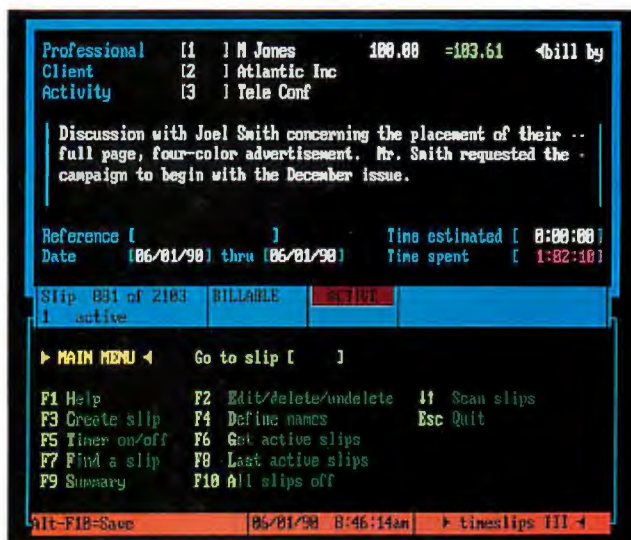 Professional [1 ] M Jones 100.00 =103.61 ◄bill by
Client [2 ] Atlantic Inc
Activity [3 ] Tele Conf
Discussion with Joel Smith concerning the placement of their --
full page, four-color advertisement. Mr. Smith requested the -
campaign to begin with the December issue.
Reference [ ] Time estimated [ 0:00:00]
Date [06/01/90] thru [06/01/90] Time spent [ 1:02:10]
Slip 831 of 2103 BILLABLE ACTIVE
1 active
► MAIN MENU ◄ Go to slip [ ]
F1 Help F2 Edit/delete/undelete ↓↑ Scan slips
F3 Create slip F4 Define names Esc Quit
F5 Timer on/off F6 Get active slips
F7 Find a slip F8 Last active slips
F9 Summary F10 All slips off
Alt-F10=Save 06/01/90 8:46:14am ► timeslips III ◄